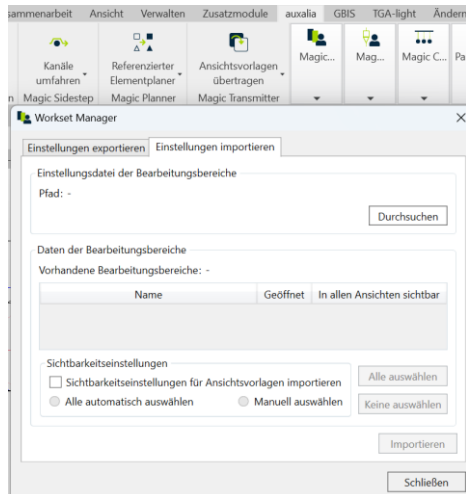 sammenarbeit Ansicht Verwalten Zusatzmodule auxalia GBIS TGA-light Ändern
Kanäle umfahren
Referenzierter Elementplaner
Ansichtsvorlagen übertragen
Magic...
Mag...
Magic C...
Pa
n Magic Sidestep Magic Planner Magic Transmitter
Workset Manager
Einstellungen exportieren Einstellungen importieren
Einstellungsdatei der Bearbeitungsbereiche
Pfad: -
Durchsuchen
Daten der Bearbeitungsbereiche
Vorhandene Bearbeitungsbereiche: -
Name Geöffnet In allen Ansichten sichtbar
Sichtbarkeitseinstellungen
Sichtbarkeitseinstellungen für Ansichtsvorlagen importieren
Alle automatisch auswählen Manuell auswählen
Alle auswählen
Keine auswählen
Importieren
Schließen